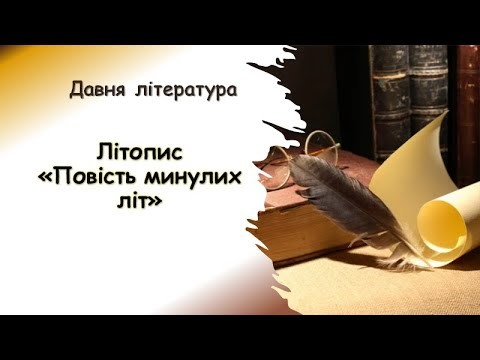 Давня література
Літопис
«Повість минулих
літ»